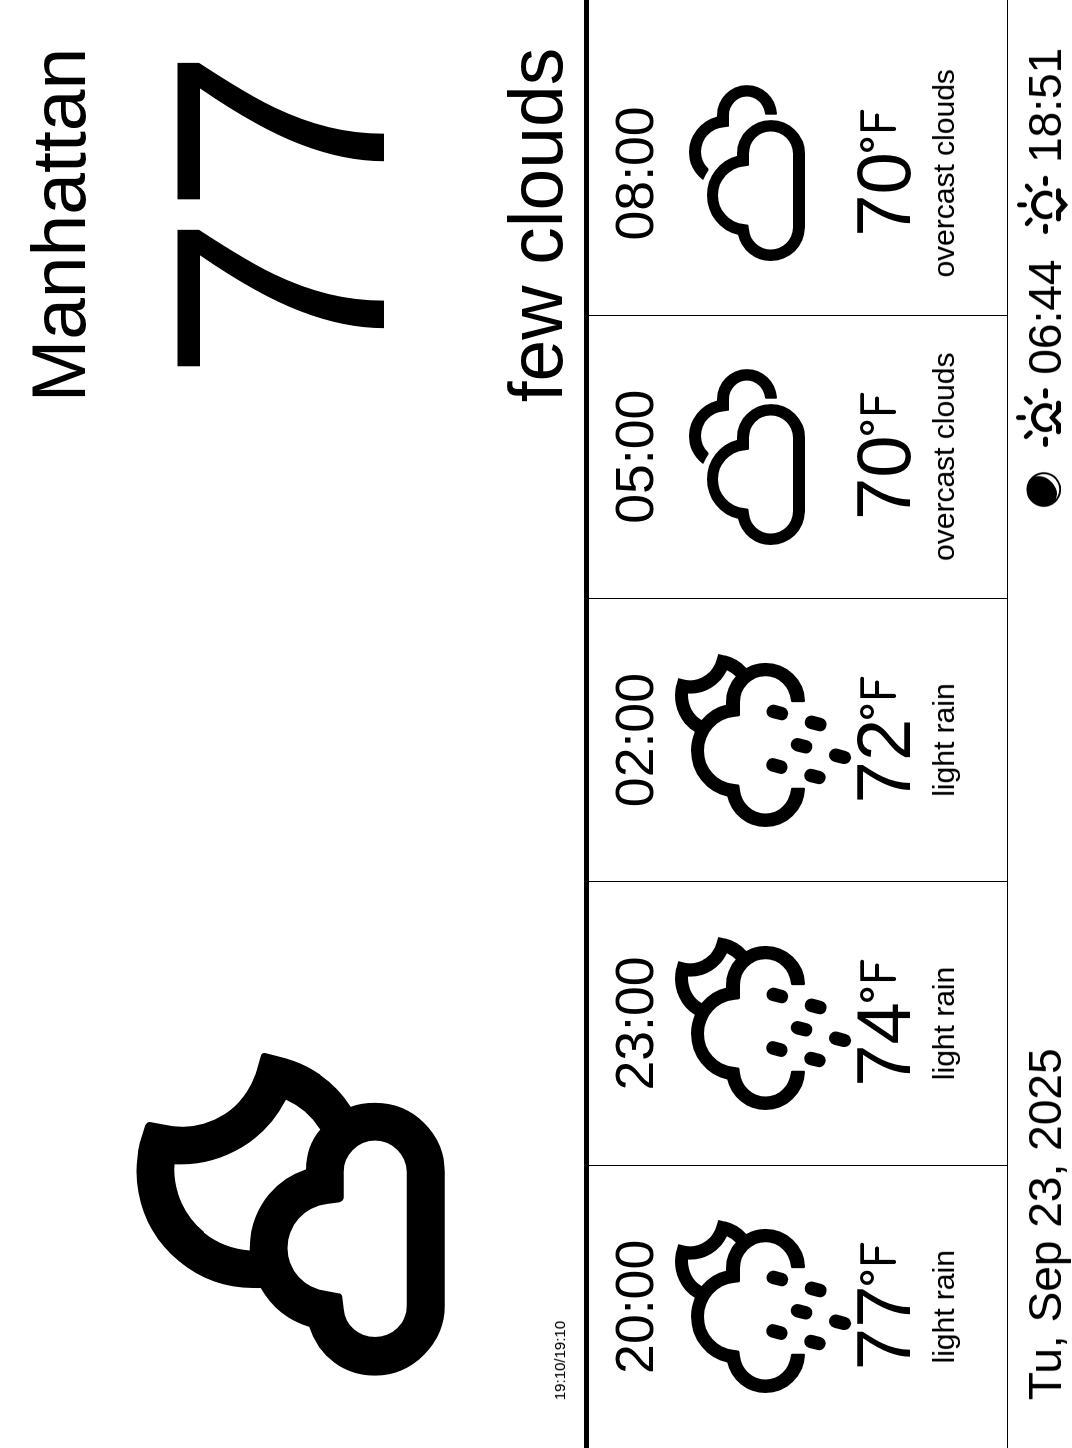 Manhattan
77
few clouds
19:10/19:10
20:00 23:00 02:00 05:00 08:00
77°F 74°F 72°F 70°F 70°F
light rain light rain light rain overcast clouds overcast clouds
Tu, Sep 23, 2025 06:44 18:51